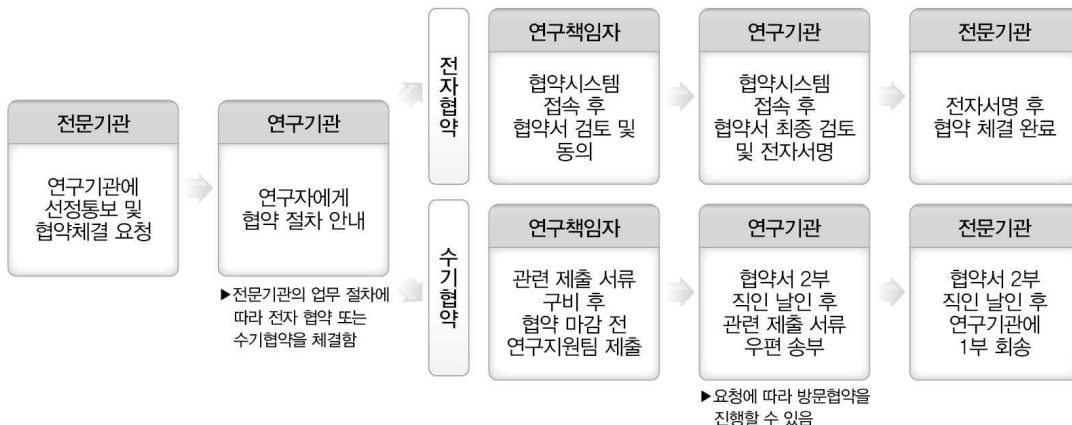 전문기관
연구기관에
선정통보 및
협약체결 요청
연구기관
연구자에게
협약 절차 안내
▶전문기관의 업무 절차에
따라 전자 협약 또는
수기협약을 체결함
전자협약
연구책임자
협약시스템
접속 후
협약서 검토 및
동의
연구기관
협약시스템
접속 후
협약서 최종 검토
및 전자서명
전문기관
전자서명 후
협약 체결 완료
수기협약
연구책임자
관련 제출 서류
구비 후
협약 마감 전
연구지원팀 제출
연구기관
협약서 2부
직인 날인 후
관련 제출 서류
우편 송부
▶요청에 따라 방문협약을
진행할 수 있음
전문기관
협약서 2부
직인 날인 후
연구기관에
1부 회송